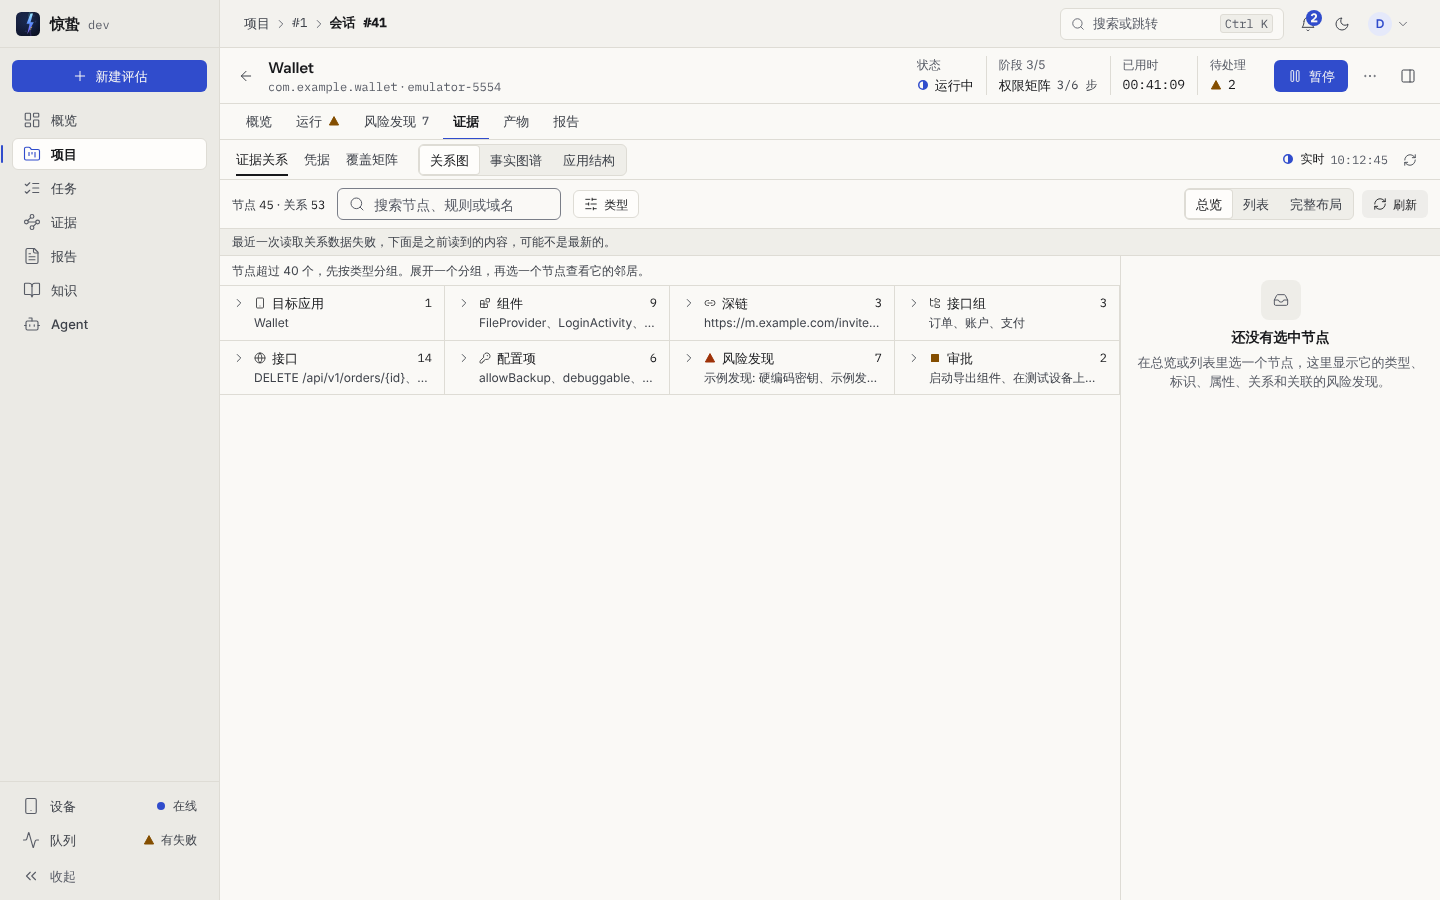 惊蛰 dev
项目 > #1 > 会话 #41
搜索或跳转 Ctrl K
2
D
新建评估
概览
项目
任务
证据
报告
知识
Agent
设备 在线
队列 有失败
收起
Wallet
com.example.wallet · emulator-5554
状态
运行中
阶段 3/5
权限矩阵 3/6 步
已用时
00:41:09
待处理
2
暂停
概览 运行 风险发现 7 证据 产物 报告
证据关系 凭据 覆盖矩阵 关系图 事实图谱 应用结构
实时 10:12:45
节点 45 · 关系 53 搜索节点、规则或域名 类型
总览 列表 完整布局 刷新
最近一次读取关系数据失败，下面是之前读到的内容，可能不是最新的。
节点超过 40 个，先按类型分组。展开一个分组，再选一个节点查看它的邻居。
目标应用 1
Wallet
组件 9
FileProvider、LoginActivity、...
深链 3
https://m.example.com/invite...
接口组 3
订单、账户、支付
接口 14
DELETE /api/v1/orders/{id}、...
配置项 6
allowBackup、debuggable、...
风险发现 7
示例发现: 硬编码密钥、示例发...
审批 2
启动导出组件、在测试设备上...
还没有选中节点
在总览或列表里选一个节点，这里显示它的类型、
标识、属性、关系和关联的风险发现。